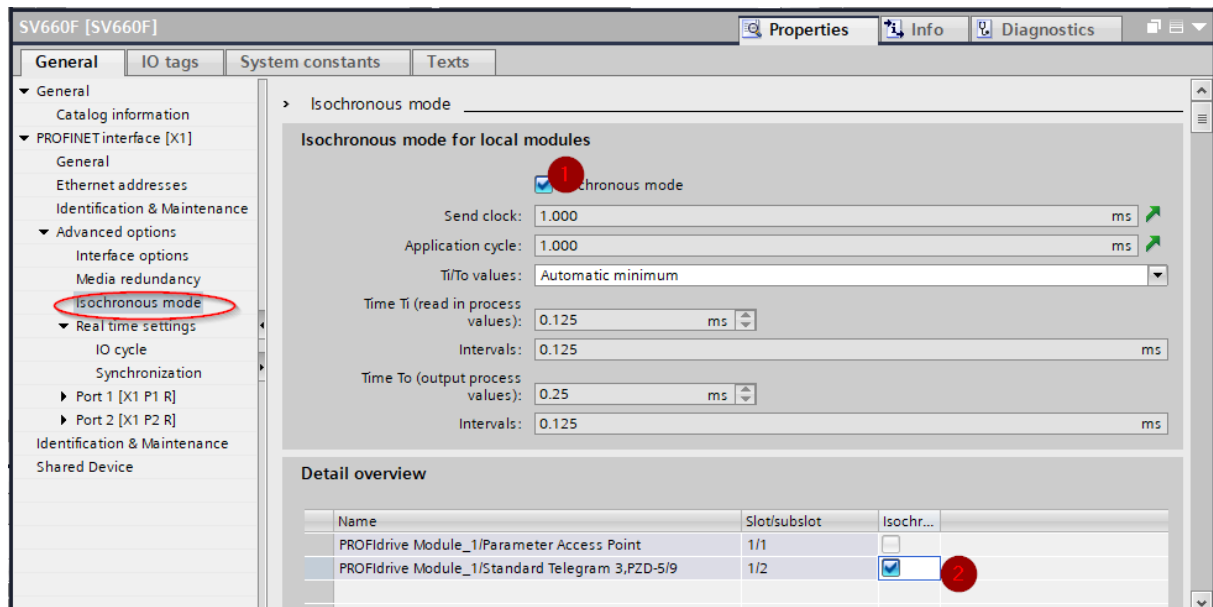 SV660F [SV660F]
Properties Info Diagnostics
General IO tags System constants Texts
General
Catalog information
PROFINET interface [X1]
General
Ethernet addresses
Identification & Maintenance
Advanced options
Interface options
Media redundancy
Isochronous mode
Real time settings
IO cycle
Synchronization
Port 1 [X1 P1 R]
Port 2 [X1 P2 R]
Identification & Maintenance
Shared Device
Isochronous mode
Isochronous mode for local modules
1
chronous mode
Send clock: 1.000 ms
Application cycle: 1.000 ms
Ti/To values: Automatic minimum
Time Ti (read in process
values): 0.125 ms
Intervals: 0.125 ms
Time To (output process
values): 0.25 ms
Intervals: 0.125 ms
Detail overview
Name Slot/subslot Isochr...
PROFIdrive Module_1/Parameter Access Point 1/1
PROFIdrive Module_1/Standard Telegram 3,PZD-5/9 1/2
2